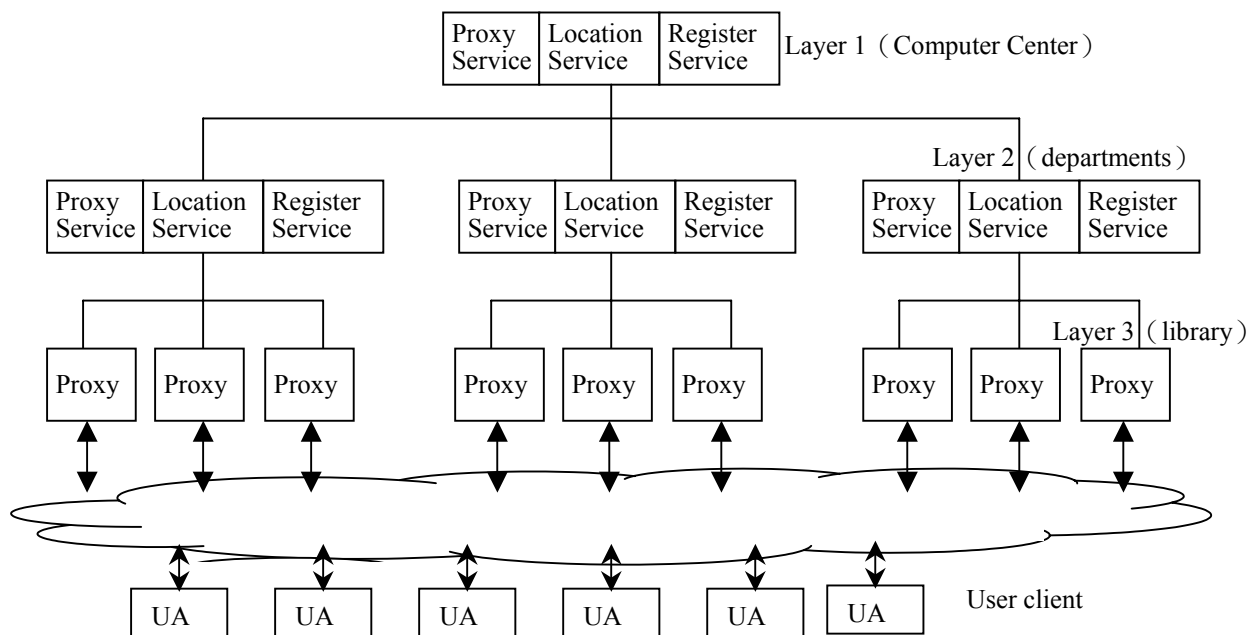 Proxy Service
Location Service
Register Service
Layer 1（Computer Center）
Layer 2（departments）
Proxy Service
Location Service
Register Service
Proxy Service
Location Service
Register Service
Proxy Service
Location Service
Register Service
Layer 3（library）
Proxy
Proxy
Proxy
Proxy
Proxy
Proxy
Proxy
Proxy
Proxy
UA
UA
UA
UA
UA
UA
User client